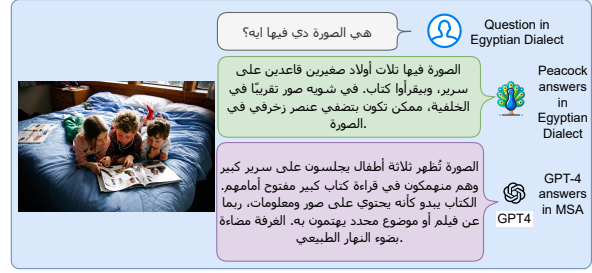 هي الصورة دي فيها ايه؟
Question in
Egyptian Dialect
الصورة فيها تلات أولاد صغيرين قاعدين على
سرير، وبيقرأوا كتاب. في شويه صور تقريبًا في
الخلفية، ممكن تكون بتضفي عنصر زخرفي في
الصورة.
Peacock
answers
in
Egyptian
Dialect
الصورة تُظهر ثلاثة أطفال يجلسون على سرير كبير
وهم منهمكون في قراءة كتاب كبير مفتوح أمامهم.
الكتاب يبدو كأنه يحتوي على صور ومعلومات، ربما
عن فيلم أو موضوع محدد يهتمون به. الغرفة مضاءة
بضوء النهار الطبيعي.
GPT4
GPT-4
answers
in MSA